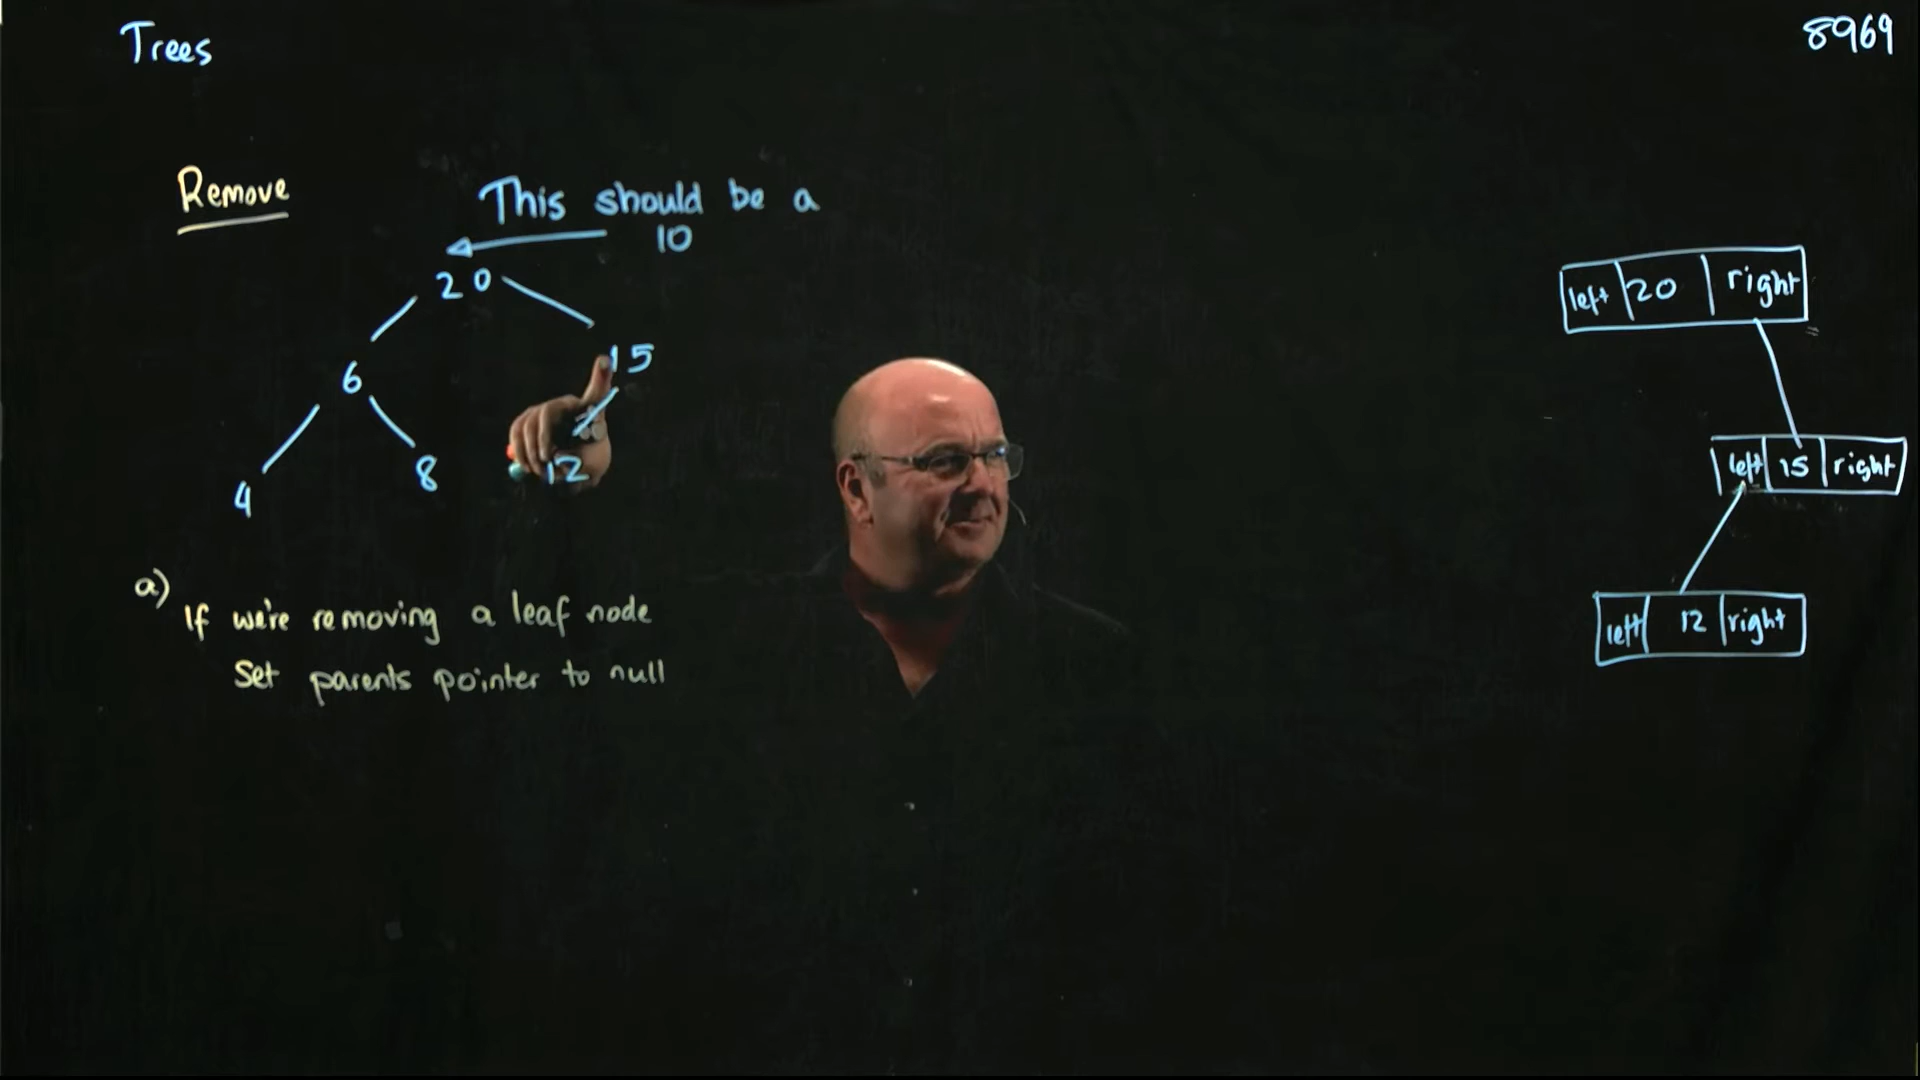 Trees
8969
Remove
This should be a
10
20
6
15
4
8
12
a)
If we're removing a leaf node
Set parents pointer to null
left 20 right
left 15 right
left 12 right